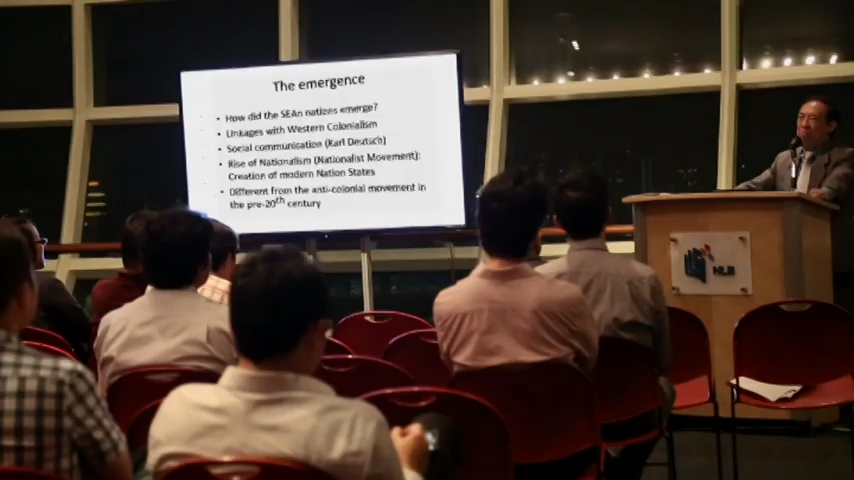 The emergence
• How did the SEAn nations emerge?
• Linkages with Western Colonialism
• Social communication (Karl Deutsch)
• Rise of Nationalism (Nationalist Movement):
Creation of modern Nation States
• Different from the anti-colonial movement in
the pre-20th century
NLB